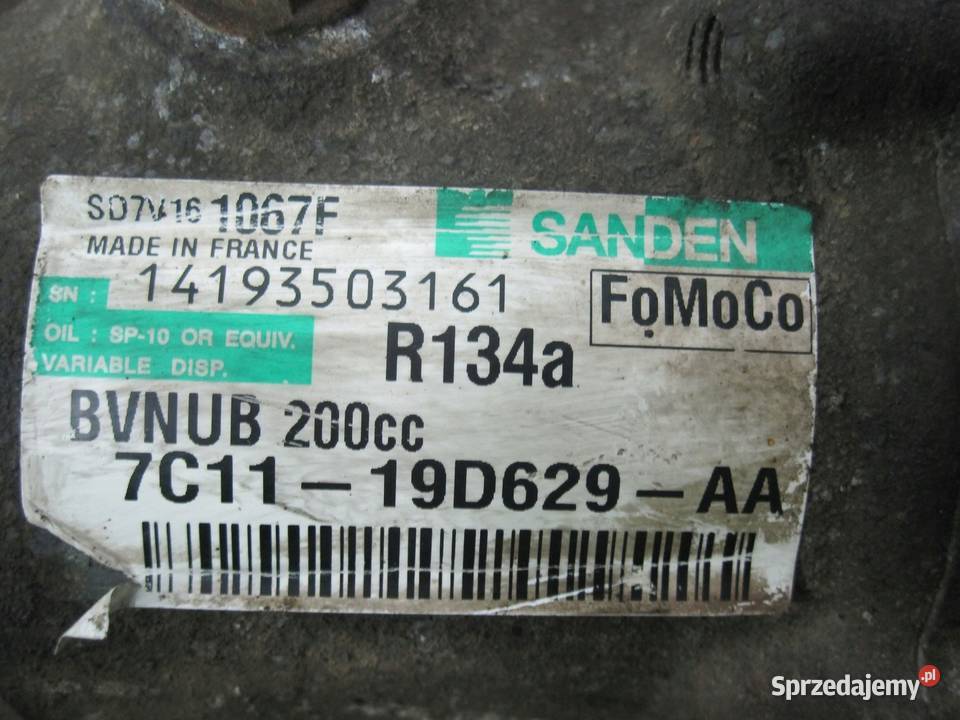 SD7V16 1067F
SANDEN
MADE IN FRANCE
SN : 14193503161
FoMoCo
OIL : SP-10 OR EQUIV.
VARIABLE DISP.
R134a
BVNUB 200cc
7C11-19D629-AA
Sprzedajemy.pl